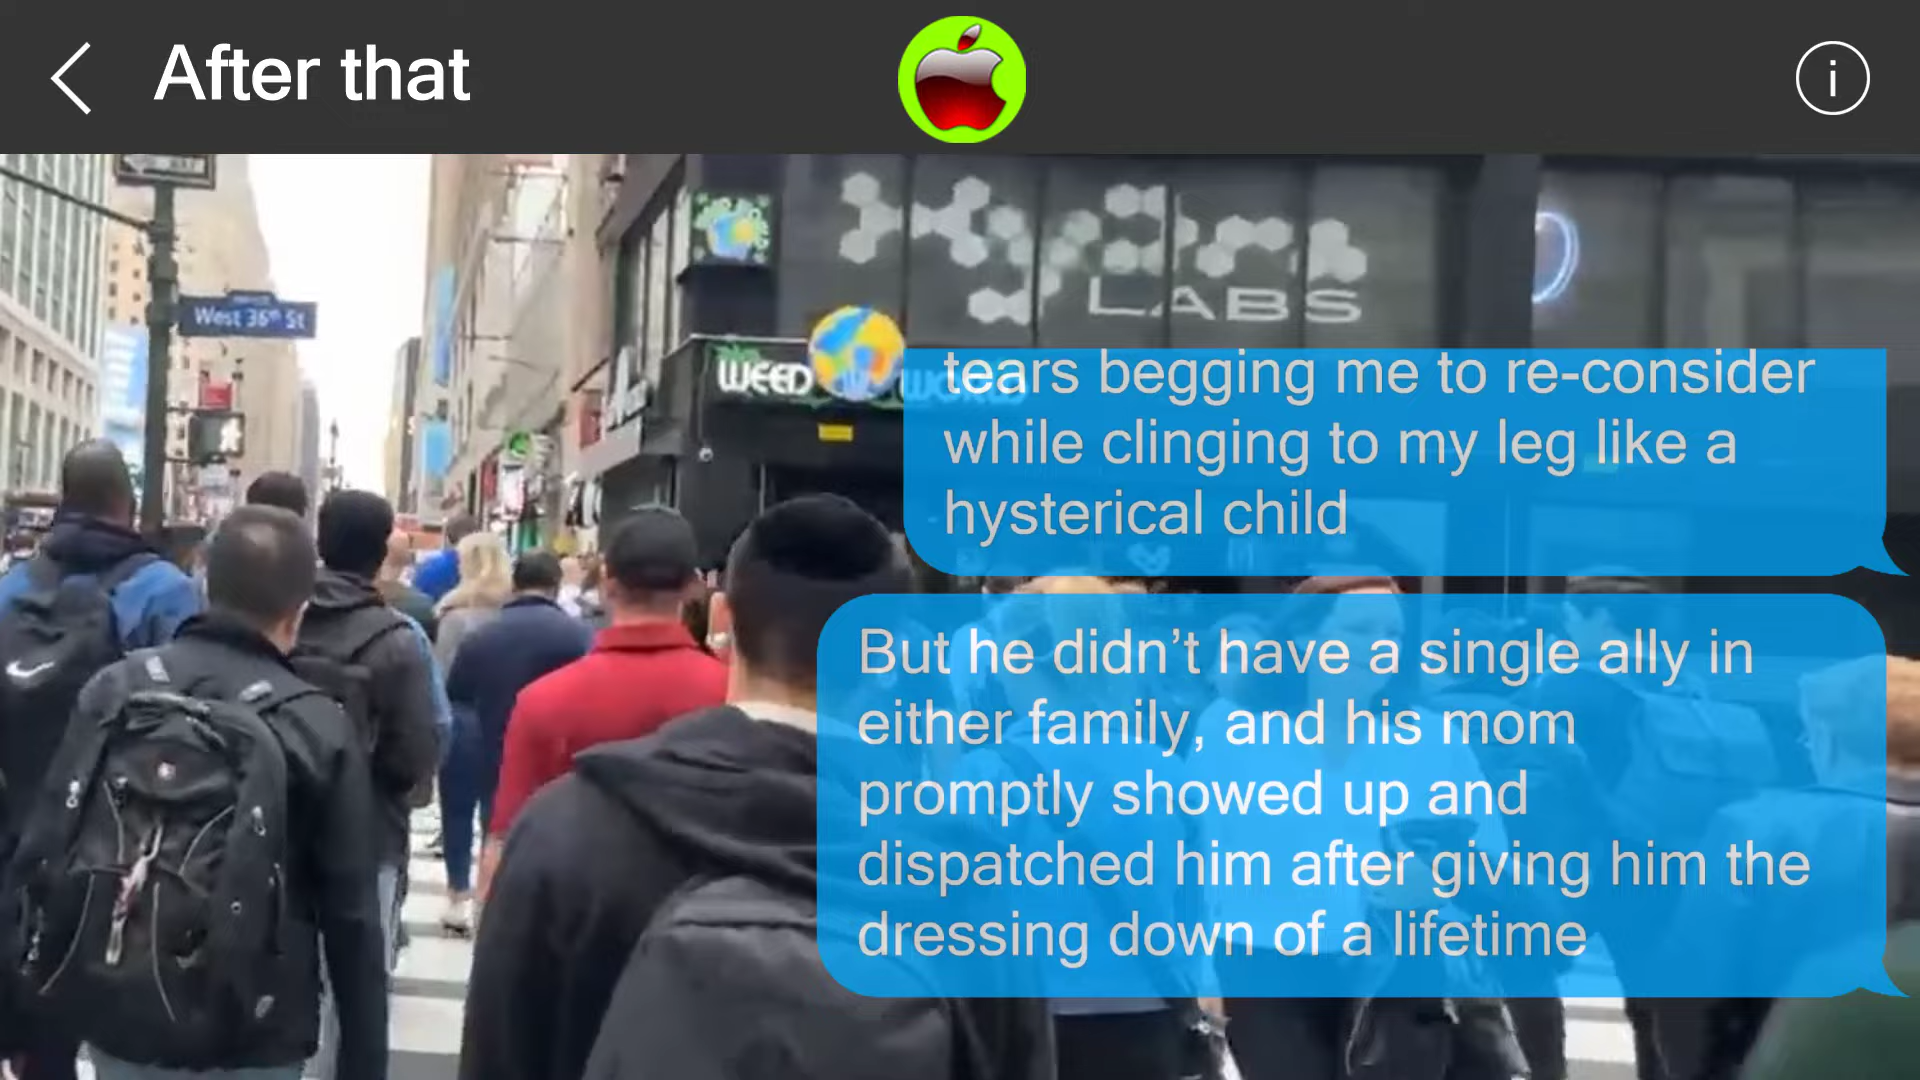 After that
LABS
West 36th St
WEED
tears begging me to re-consider
while clinging to my leg like a
hysterical child
But he didn’t have a single ally in
either family, and his mom
promptly showed up and
dispatched him after giving him the
dressing down of a lifetime